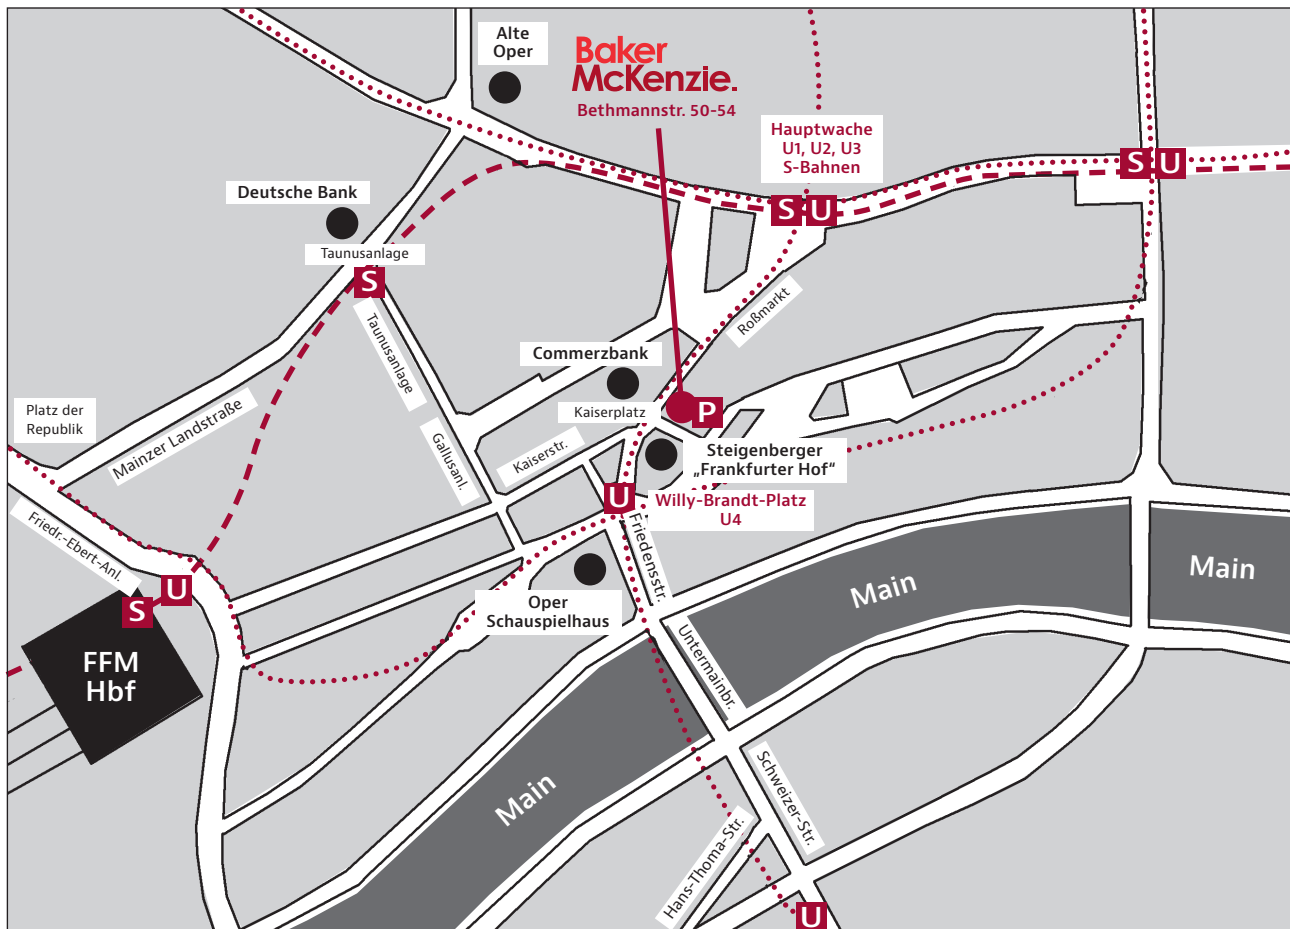 Alte
Oper
Baker
McKenzie.
Bethmannstr. 50-54
Hauptwache
U1, U2, U3
S-Bahnen
S U
S U
Deutsche Bank
Taunusanlage
S
Taunusanlage
Roßmarkt
Commerzbank
Kaiserplatz
P
Platz der
Republik
Mainzer Landstraße
Gallusanl.
Kaiserstr.
Steigenberger
„Frankfurter Hof“
U
Willy-Brandt-Platz
U4
Friedr.-Ebert-Anl.
Friedensstr.
S
U
Oper
Schauspielhaus
Main
Main
FFM
Hbf
Untermainbr.
Main
Schweizer-Str.
Hans-Thoma-Str.
U